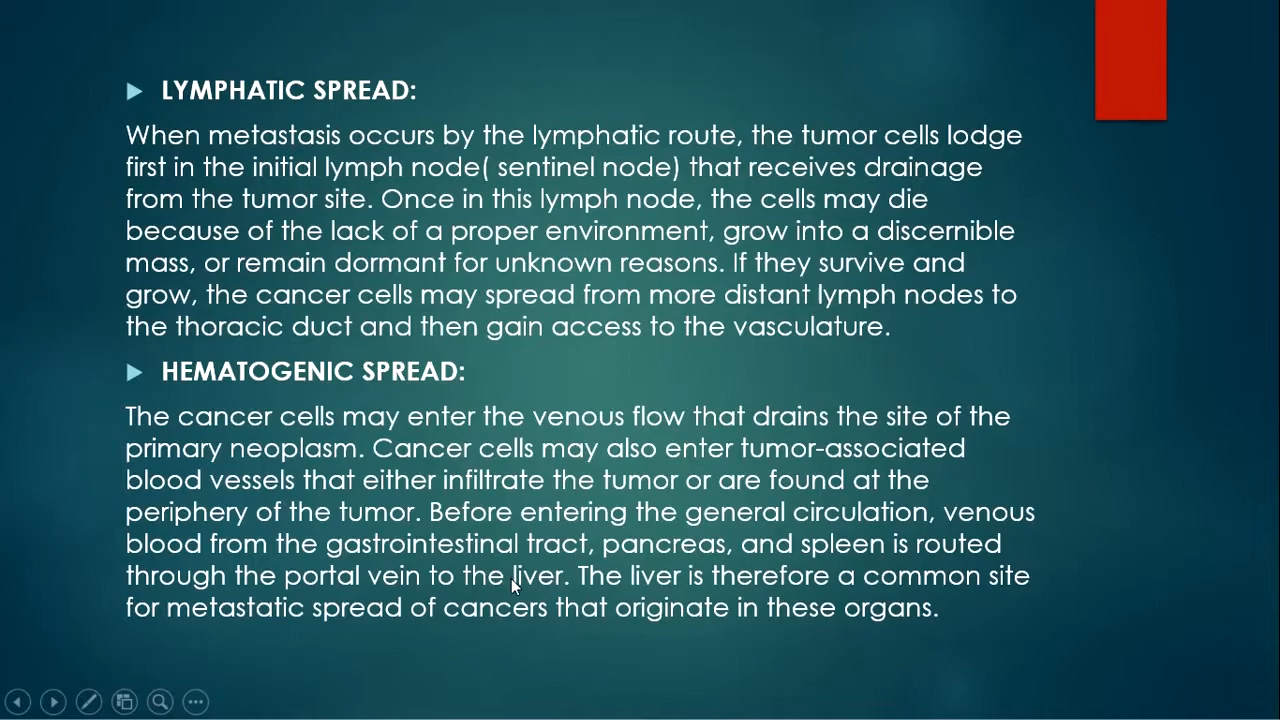 LYMPHATIC SPREAD:
When metastasis occurs by the lymphatic route, the tumor cells lodge
first in the initial lymph node( sentinel node) that receives drainage
from the tumor site. Once in this lymph node, the cells may die
because of the lack of a proper environment, grow into a discernible
mass, or remain dormant for unknown reasons. If they survive and
grow, the cancer cells may spread from more distant lymph nodes to
the thoracic duct and then gain access to the vasculature.
HEMATOGENIC SPREAD:
The cancer cells may enter the venous flow that drains the site of the
primary neoplasm. Cancer cells may also enter tumor-associated
blood vessels that either infiltrate the tumor or are found at the
periphery of the tumor. Before entering the general circulation, venous
blood from the gastrointestinal tract, pancreas, and spleen is routed
through the portal vein to the liver. The liver is therefore a common site
for metastatic spread of cancers that originate in these organs.